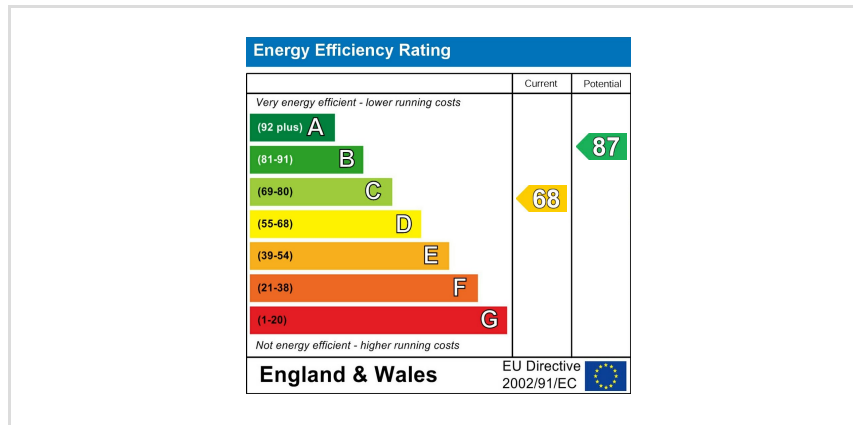 Energy Efficiency Rating
Current Potential
Very energy efficient - lower running costs
(92 plus) A
(81-91) B
87
(69-80) C
68
(55-68) D
(39-54) E
(21-38) F
(1-20) G
Not energy efficient - higher running costs
England & Wales
EU Directive
2002/91/EC